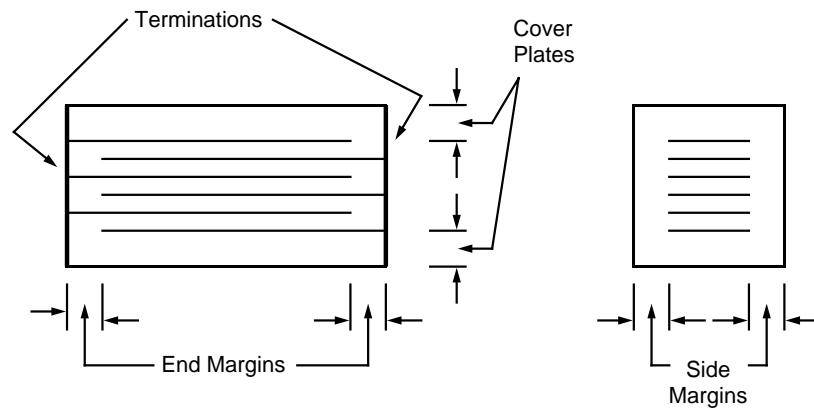 Terminations
Cover
Plates
End Margins
Side
Margins